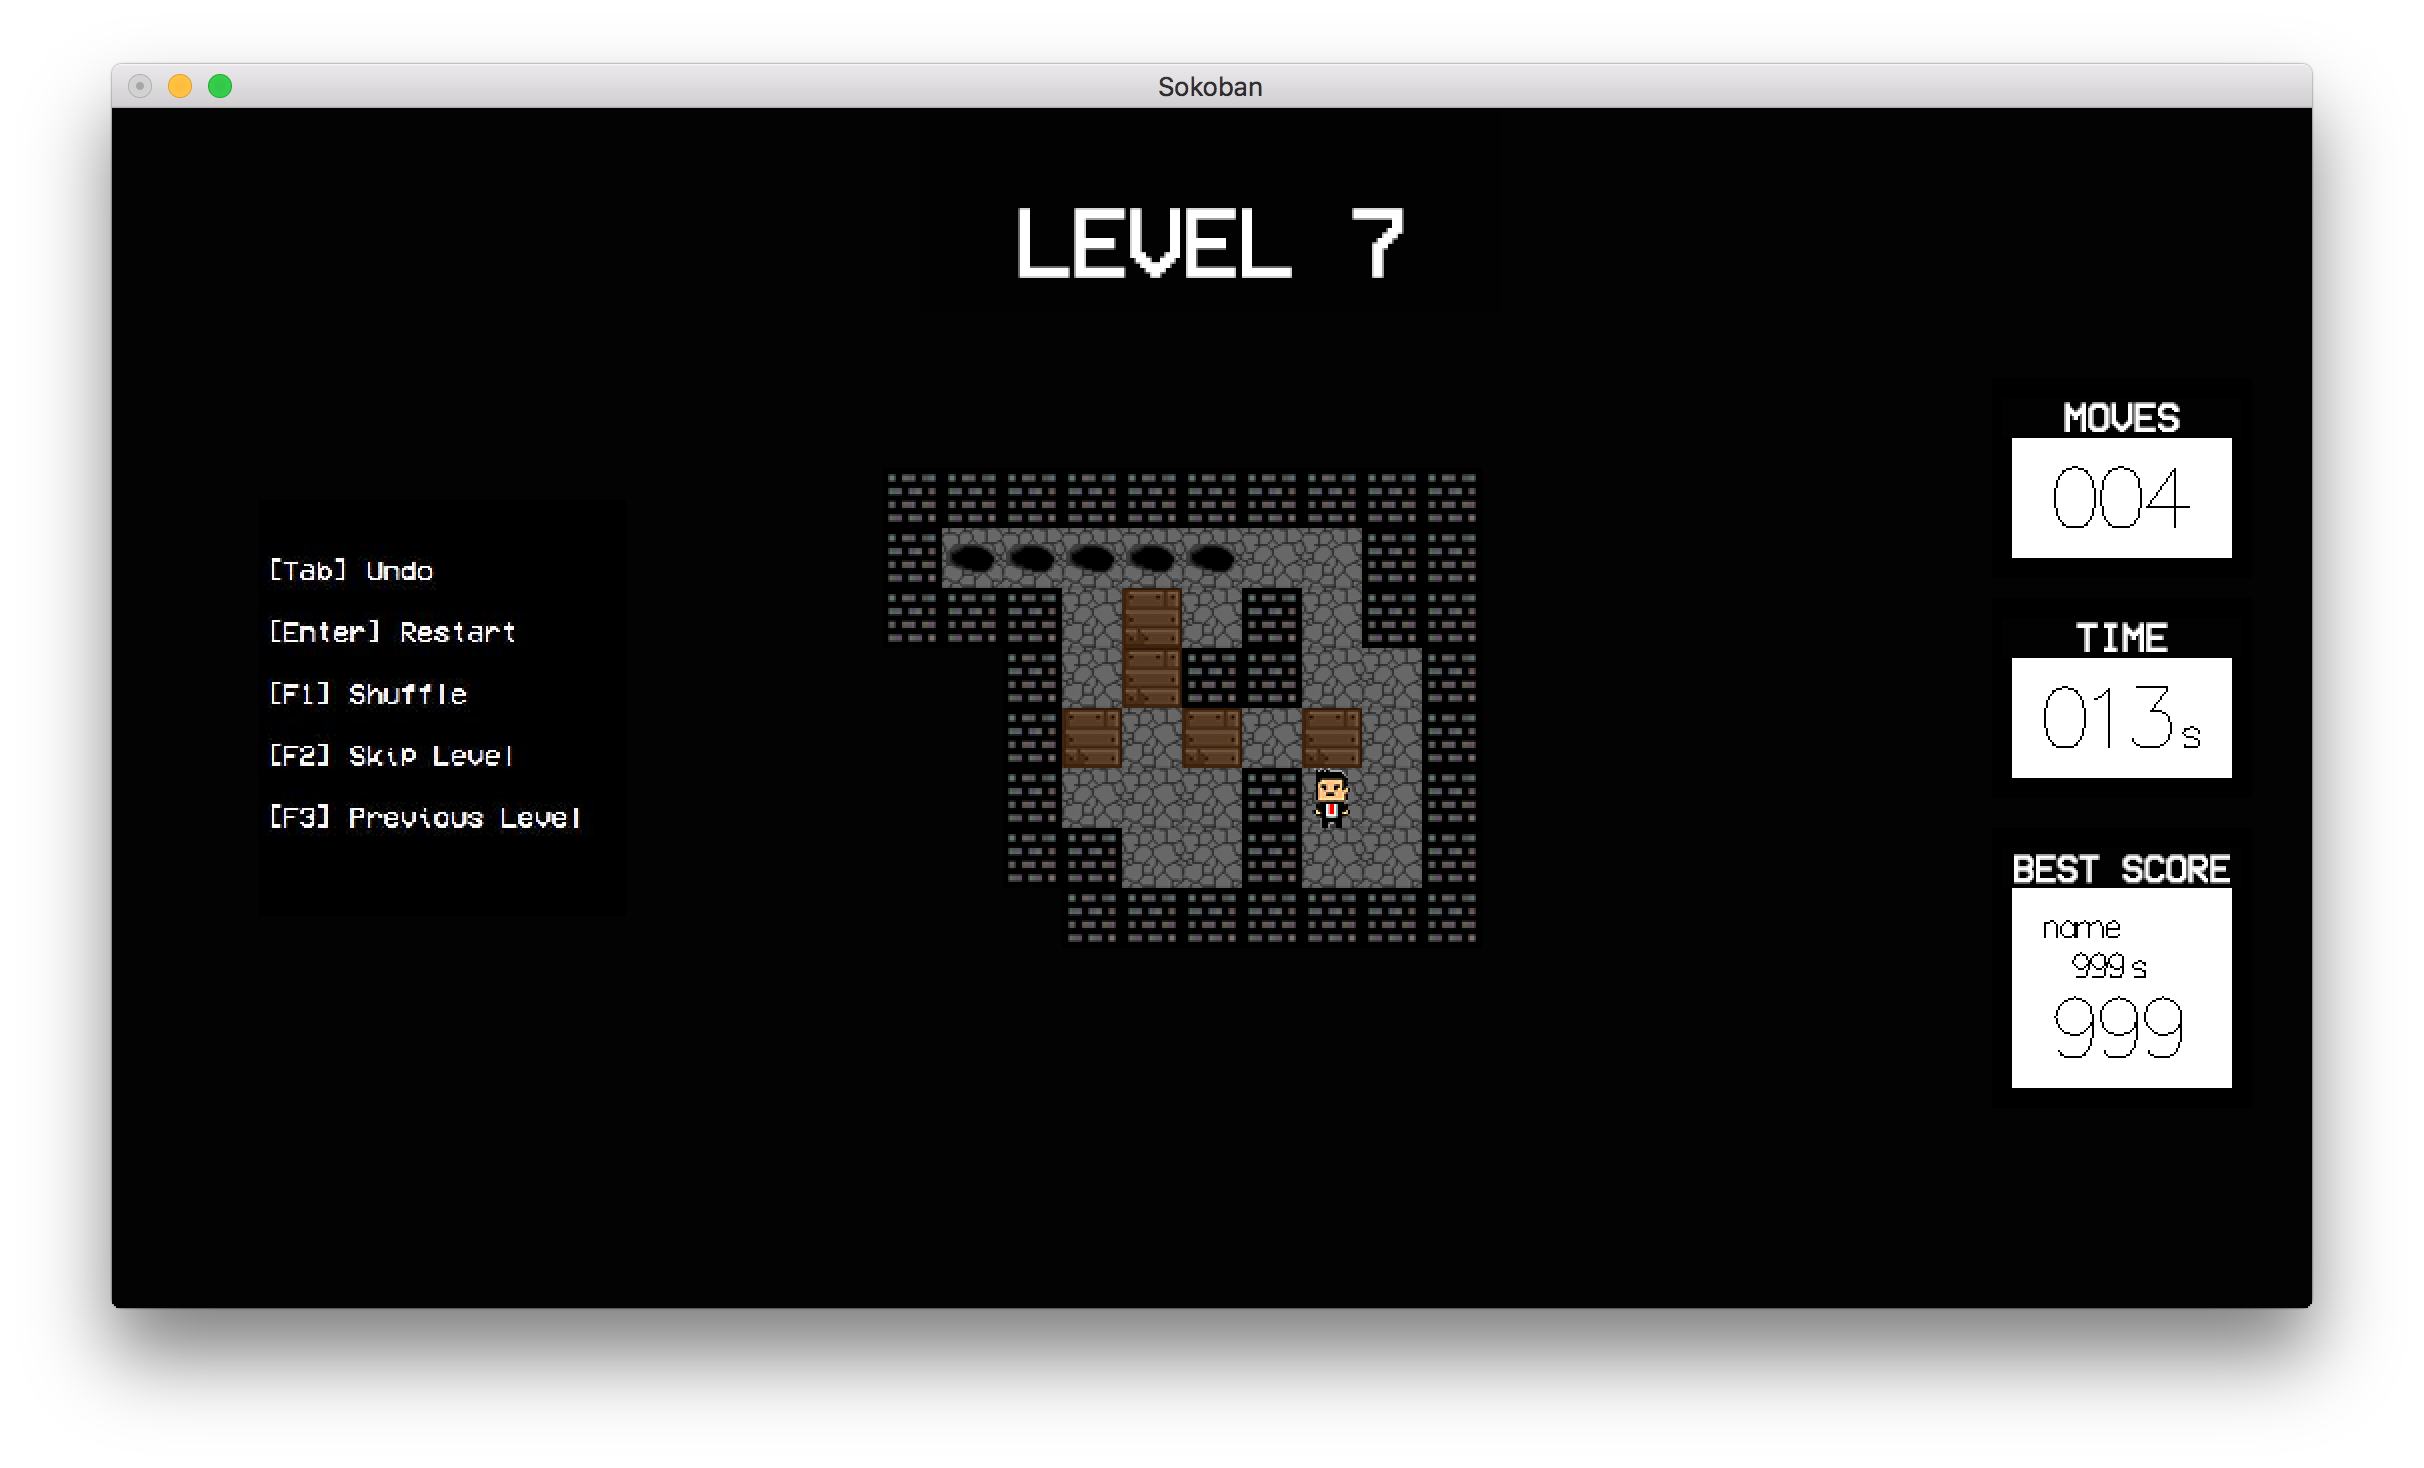 Sokoban
LEVEL 7
[Tab] Undo
[Enter] Restart
[F1] Shuffle
[F2] Skip Level
[F3] Previous Level
MOVES
004
TIME
013s
BEST SCORE
name
999s
999